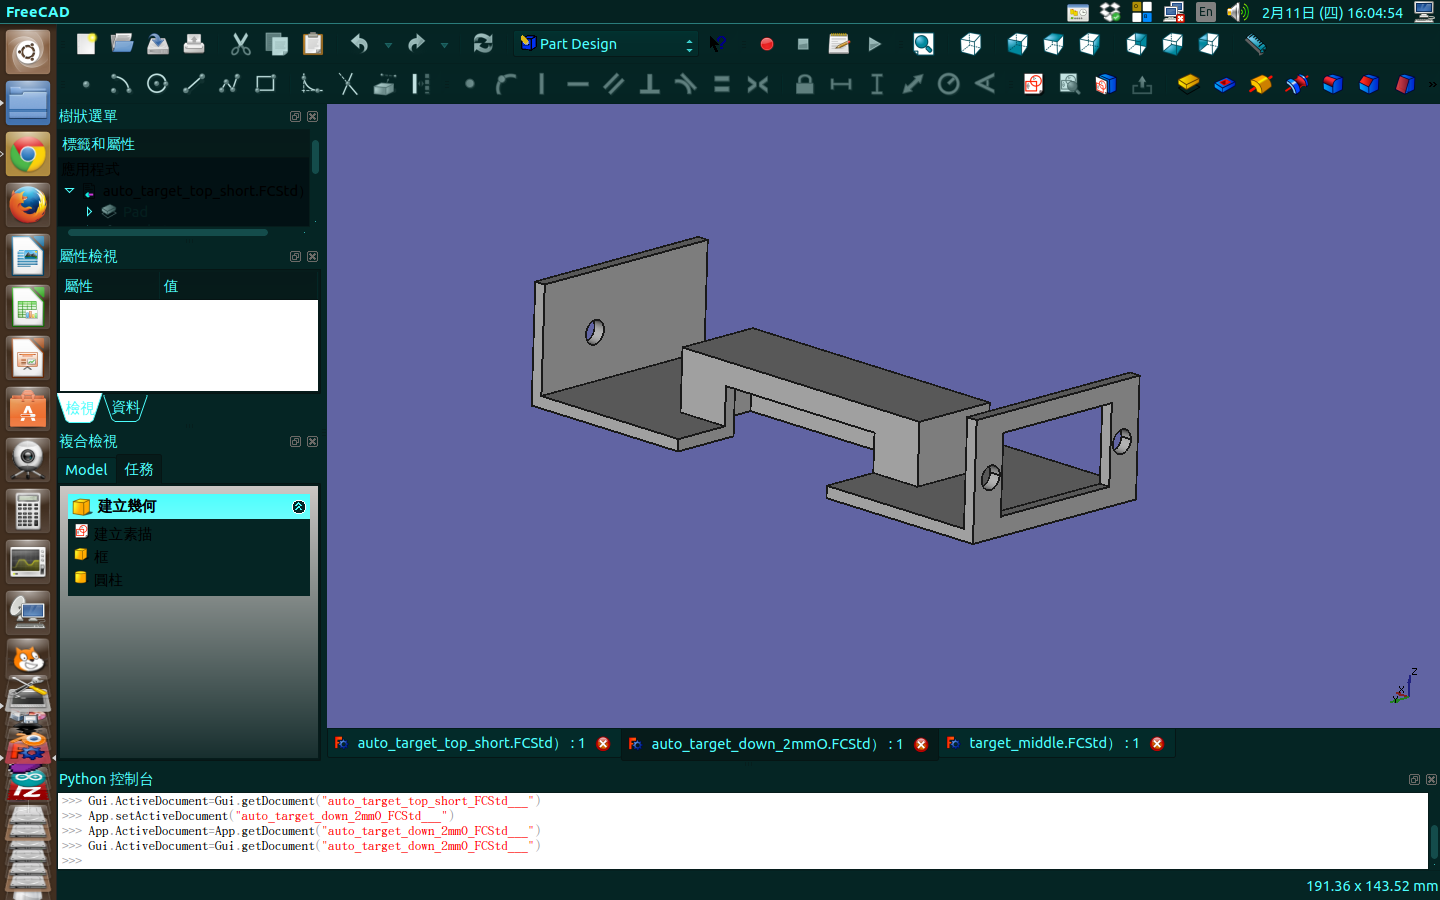 FreeCAD
En
2月11日 (四) 16:04:54
Part Design
»
樹狀選單
標籤和屬性
應用程式
auto_target_top_short.FCStd)
Pad
屬性檢視
屬性
值
檢視
資料
複合檢視
Model
任務
建立幾何
建立素描
框
圓柱
Z
X
Y
auto_target_top_short.FCStd) : 1
auto_target_down_2mmO.FCStd) : 1
target_middle.FCStd) : 1
Python 控制台
>>> Gui.ActiveDocument=Gui.getDocument("auto_target_top_short_FCStd___")
>>> App.setActiveDocument("auto_target_down_2mmO_FCStd___")
>>> App.ActiveDocument=App.getDocument("auto_target_down_2mmO_FCStd___")
>>> Gui.ActiveDocument=Gui.getDocument("auto_target_down_2mmO_FCStd___")
>>>
191.36 x 143.52 mm